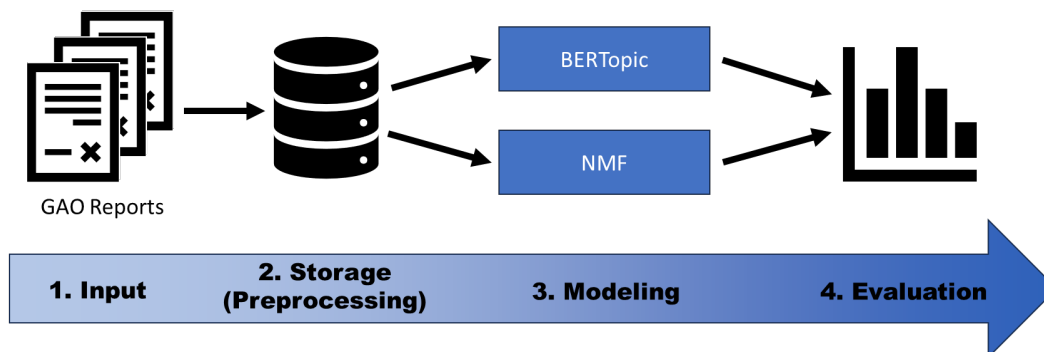 BERTopic
NMF
GAO Reports
1. Input
2. Storage
(Preprocessing)
3. Modeling
4. Evaluation